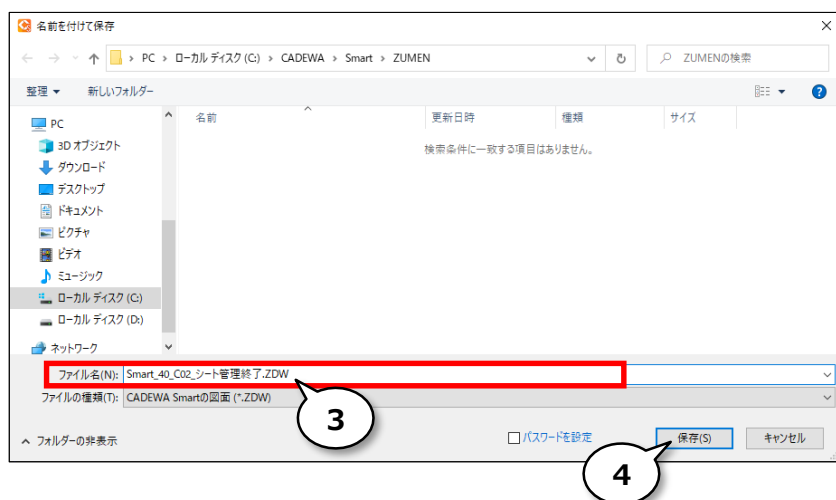 名前を付けて保存
PC › ローカル ディスク (C:) › CADEWA › Smart › ZUMEN
ZUMENの検索
整理 新しいフォルダー
名前 更新日時 種類 サイズ
検索条件に一致する項目はありません。
PC
3D オブジェクト
ダウンロード
デスクトップ
ドキュメント
ピクチャ
ビデオ
ミュージック
ローカル ディスク (C:)
ローカル ディスク (D:)
ネットワーク
ファイル名(N): Smart_40_C02_シート管理終了.ZDW
ファイルの種類(T): CADEWA Smartの図面 (*.ZDW)
3
フォルダーの非表示 パスワードを設定 保存(S) キャンセル
4